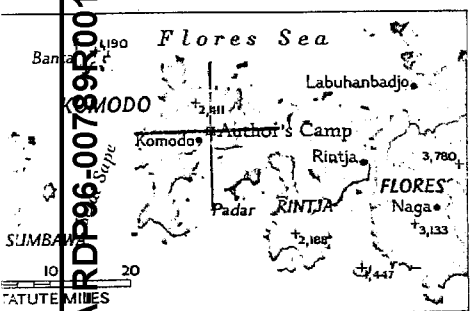 Flores Sea
1,190
Banta
Labuhanbadjo
KOMODO
2,411
Author's Camp
Komodo
Rintja
3,780
Sape
FLORES
Padar
RINTJA
Naga
SUMBAWA
2,188
3,133
10 20
1,447
STATUTE MILES
RDP96-00789R001